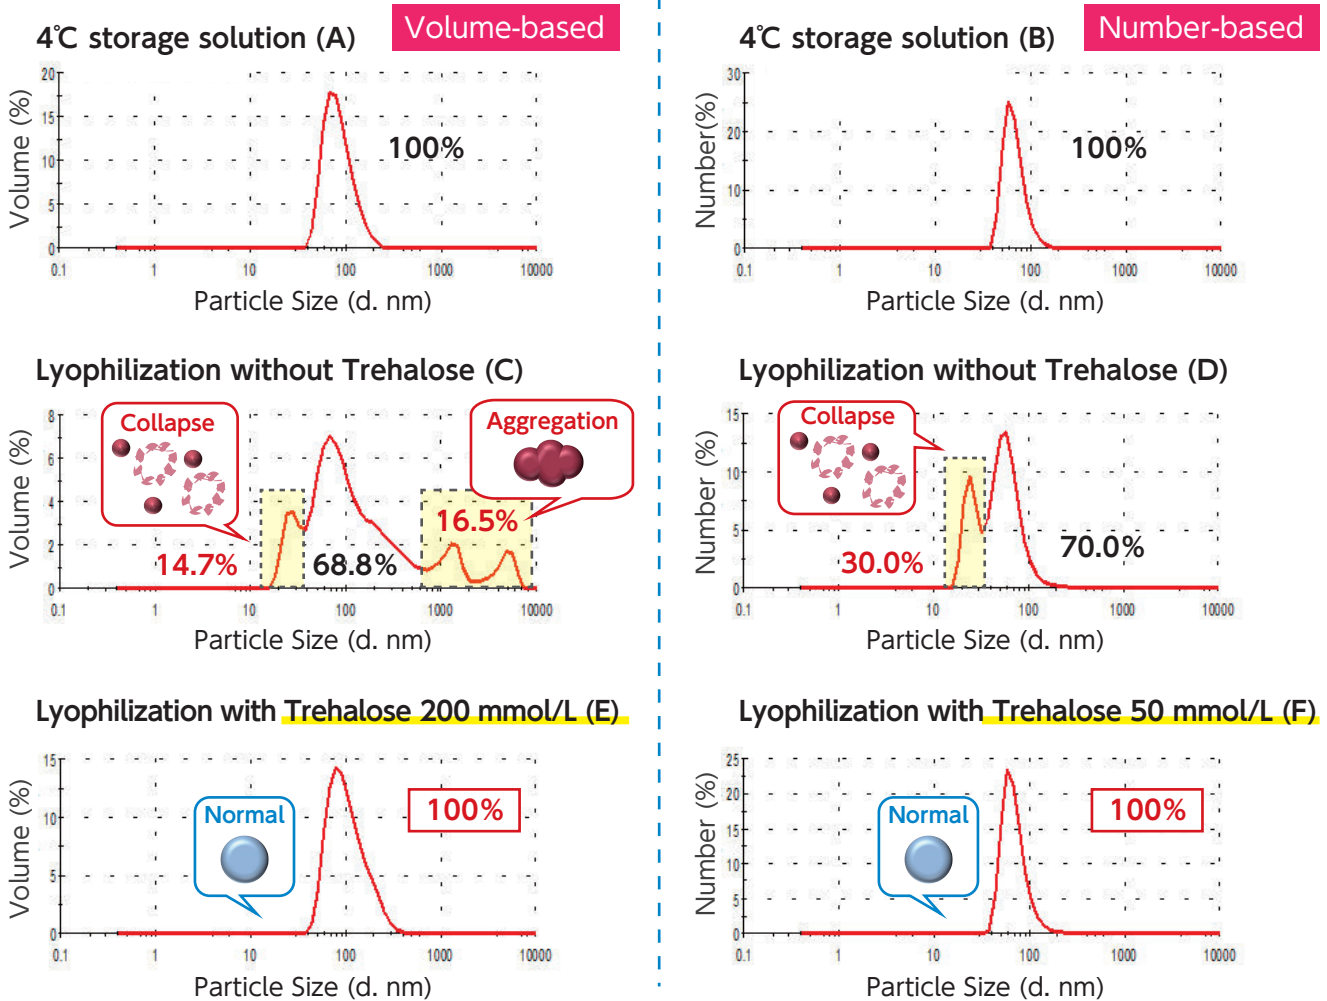 4℃ storage solution (A)
Volume-based
Volume (%)
20
15
10
5
0
100%
0.1 1 10 100 1000 10000
Particle Size (d. nm)
4℃ storage solution (B)
Number-based
Number(%)
30
20
10
0
100%
0.1 1 10 100 1000 10000
Particle Size (d. nm)
Lyophilization without Trehalose (C)
Volume (%)
8
6
4
2
0
Collapse
Aggregation
14.7%
68.8%
16.5%
0.1 1 10 100 1000 10000
Particle Size (d. nm)
Lyophilization without Trehalose (D)
Number (%)
15
10
5
0
Collapse
30.0%
70.0%
0.1 1 10 100 1000 10000
Particle Size (d. nm)
Lyophilization with Trehalose 200 mmol/L (E)
Volume (%)
15
10
5
0
Normal
100%
0.1 1 10 100 1000 10000
Particle Size (d. nm)
Lyophilization with Trehalose 50 mmol/L (F)
Number (%)
25
20
15
10
5
0
Normal
100%
0.1 1 10 100 1000 10000
Particle Size (d. nm)